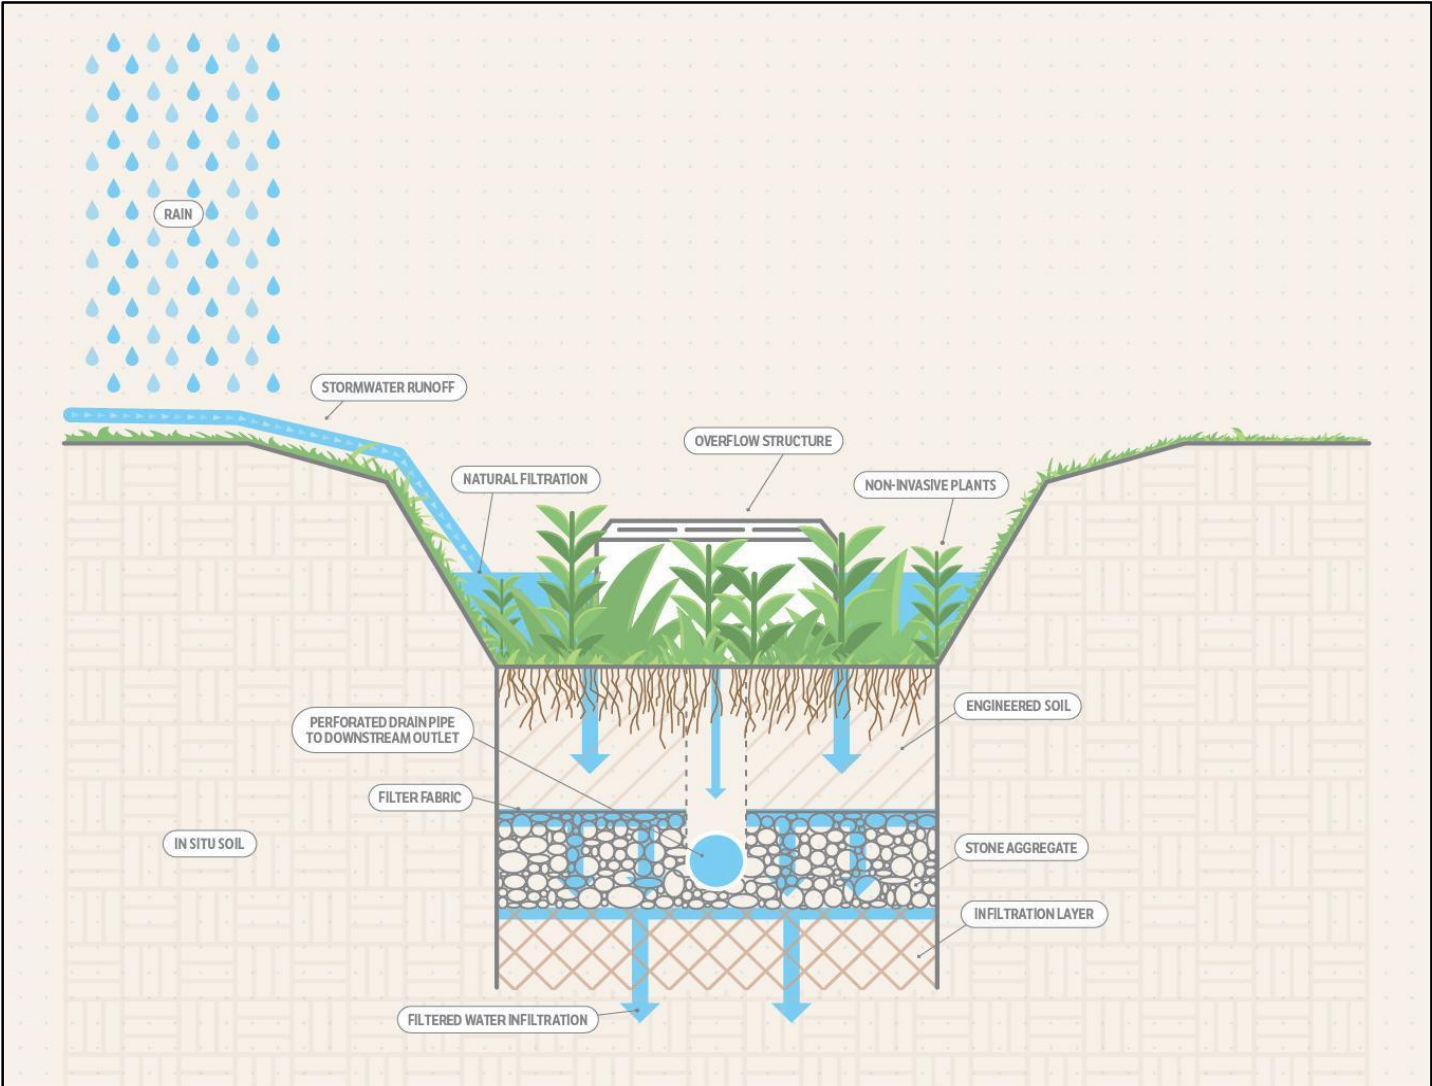 RAIN
STORMWATER RUNOFF
OVERFLOW STRUCTURE
NATURAL FILTRATION
NON-INVASIVE PLANTS
ENGINEERED SOIL
PERFORATED DRAIN PIPE
TO DOWNSTREAM OUTLET
FILTER FABRIC
IN SITU SOIL
STONE AGGREGATE
INFILTRATION LAYER
FILTERED WATER INFILTRATION